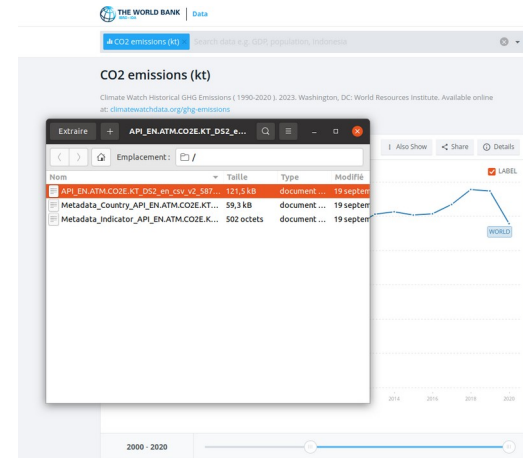 THE WORLD BANK
IBRD • IDA
Data
CO2 emissions (kt)
Search data e.g. GDP, population, Indonesia
CO2 emissions (kt)
Climate Watch Historical GHG Emissions ( 1990-2020 ). 2023. Washington, DC: World Resources Institute. Available online
at: climatewatchdata.org/ghg-emissions
Extraire + API_EN.ATM.CO2E.KT_DS2_e...
Emplacement : /
Nom Taille Type Modifié
API_EN.ATM.CO2E.KT_DS2_en_csv_v2_587... 121,5 kB document ... 19 septem
Metadata_Country_API_EN.ATM.CO2E.KT... 59,3 kB document ... 19 septem
Metadata_Indicator_API_EN.ATM.CO2E.K... 502 octets document ... 19 septem
Also Show Share Details
LABEL
WORLD
2014 2016 2018 2020
2000 - 2020